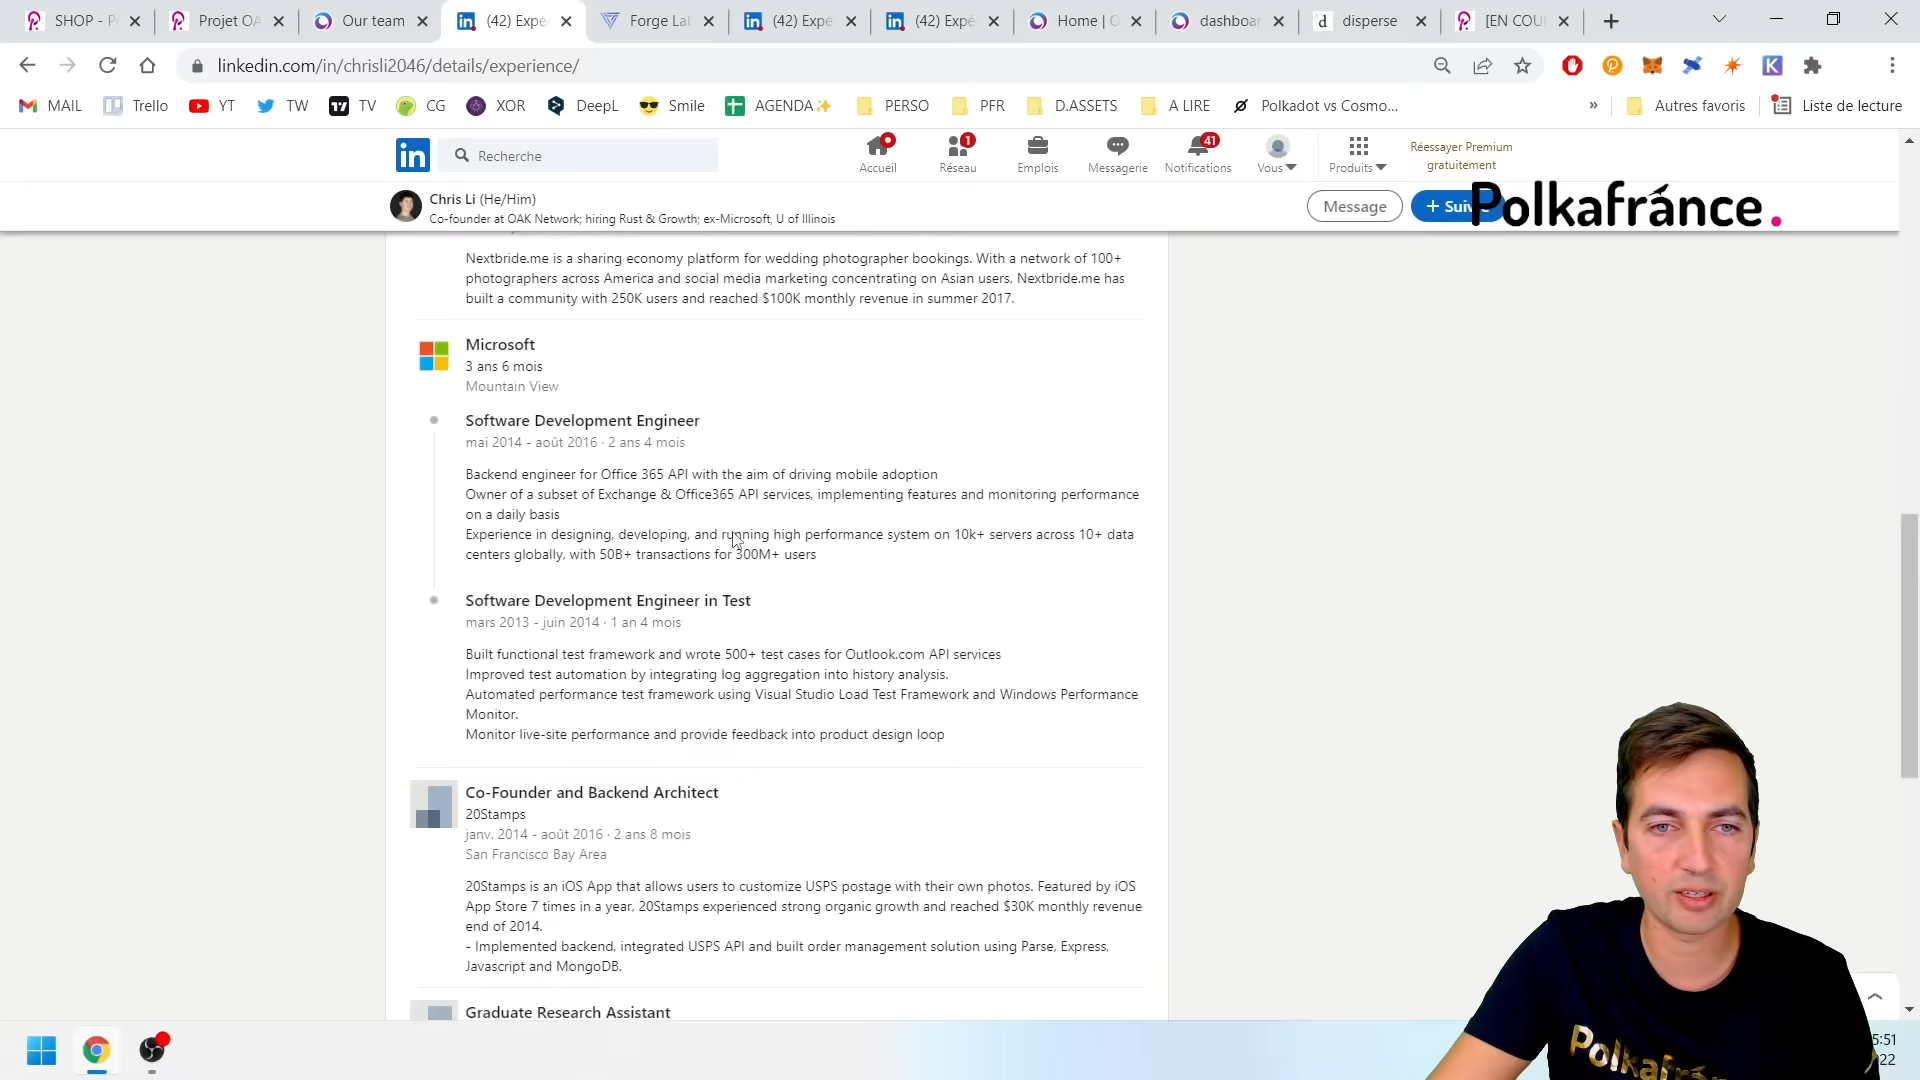 SHOP - P
Projet OA
Our team
(42) Expé
Forge Lab
(42) Expé
(42) Expé
Home | O
dashboar
disperse
[EN COU
linkedin.com/in/chrisli2046/details/experience/
MAIL
Trello
YT
TW
TV
CG
XOR
DeepL
Smile
AGENDA✨
PERSO
PFR
D.ASSETS
A LIRE
Polkadot vs Cosmo...
»
Autres favoris
Liste de lecture
in
Recherche
Accueil
1
Réseau
Emplois
Messagerie
41
Notifications
Vous
Produits
Réessayer Premium
gratuitement
Chris Li (He/Him)
Co-founder at OAK Network; hiring Rust & Growth; ex-Microsoft, U of Illinois
Message
+ Suiv
Polkafránce.
Nextbride.me is a sharing economy platform for wedding photographer bookings. With a network of 100+
photographers across America and social media marketing concentrating on Asian users, Nextbride.me has
built a community with 250K users and reached $100K monthly revenue in summer 2017.
Microsoft
3 ans 6 mois
Mountain View
Software Development Engineer
mai 2014 - août 2016 · 2 ans 4 mois
Backend engineer for Office 365 API with the aim of driving mobile adoption
Owner of a subset of Exchange & Office365 API services, implementing features and monitoring performance
on a daily basis
Experience in designing, developing, and running high performance system on 10k+ servers across 10+ data
centers globally, with 50B+ transactions for 300M+ users
Software Development Engineer in Test
mars 2013 - juin 2014 · 1 an 4 mois
Built functional test framework and wrote 500+ test cases for Outlook.com API services
Improved test automation by integrating log aggregation into history analysis.
Automated performance test framework using Visual Studio Load Test Framework and Windows Performance
Monitor.
Monitor live-site performance and provide feedback into product design loop
Co-Founder and Backend Architect
20Stamps
janv. 2014 - août 2016 · 2 ans 8 mois
San Francisco Bay Area
20Stamps is an iOS App that allows users to customize USPS postage with their own photos. Featured by iOS
App Store 7 times in a year, 20Stamps experienced strong organic growth and reached $30K monthly revenue
end of 2014.
- Implemented backend, integrated USPS API and built order management solution using Parse, Express,
Javascript and MongoDB.
Graduate Research Assistant
5:51
22
Polkafrán